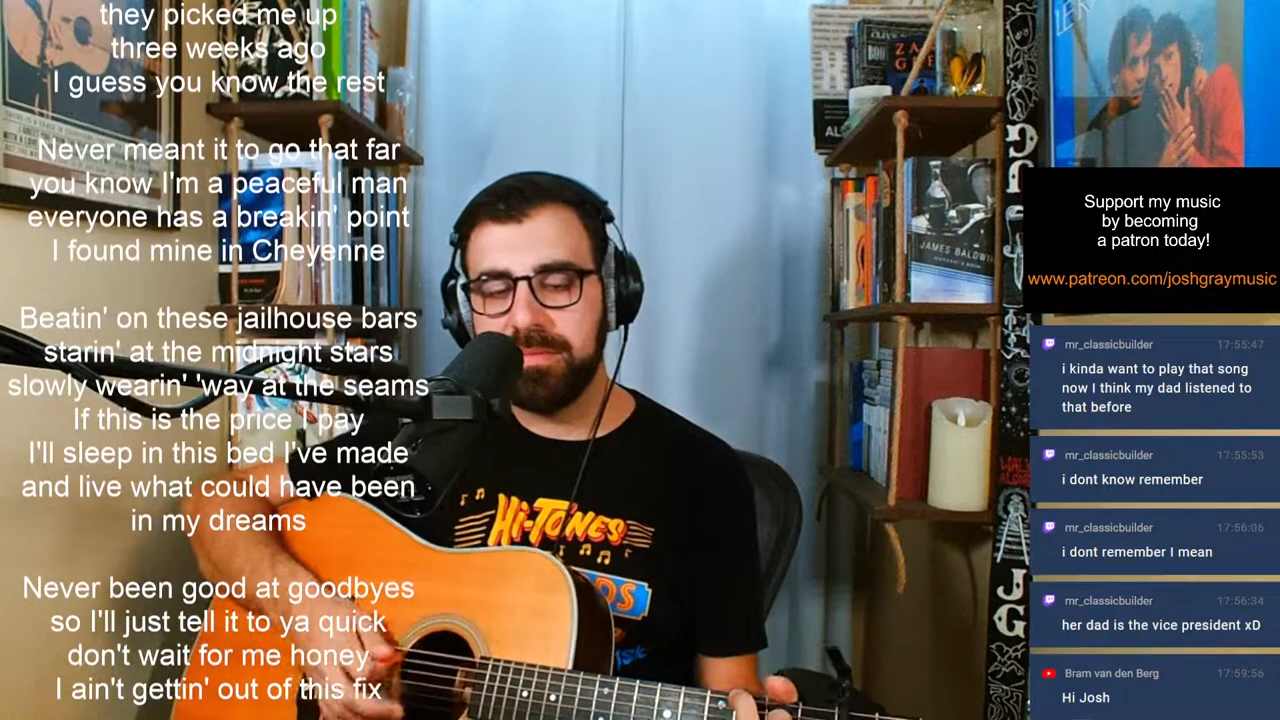 they picked me up
three weeks ago
I guess you know the rest
Never meant it to go that far
you know I'm a peaceful man
everyone has a breakin' point
I found mine in Cheyenne
Beatin' on these jailhouse bars
starin' at the midnight stars
slowly wearin' 'way at the seams
If this is the price I pay
I'll sleep in this bed I've made
and live what could have been
in my dreams
Never been good at goodbyes
so I'll just tell it to ya quick
don't wait for me honey
I ain't gettin' out of this fix
JAMES BALDWIN
Hi-TONES
Support my music
by becoming
a patron today!
www.patreon.com/joshgraymusic
mr_classicbuilder 17:55:47
i kinda want to play that song
now I think my dad listened to
that before
mr_classicbuilder 17:55:53
i dont know remember
mr_classicbuilder 17:56:06
i dont remember I mean
mr_classicbuilder 17:56:34
her dad is the vice president xD
Bram van den Berg 17:59:56
Hi Josh